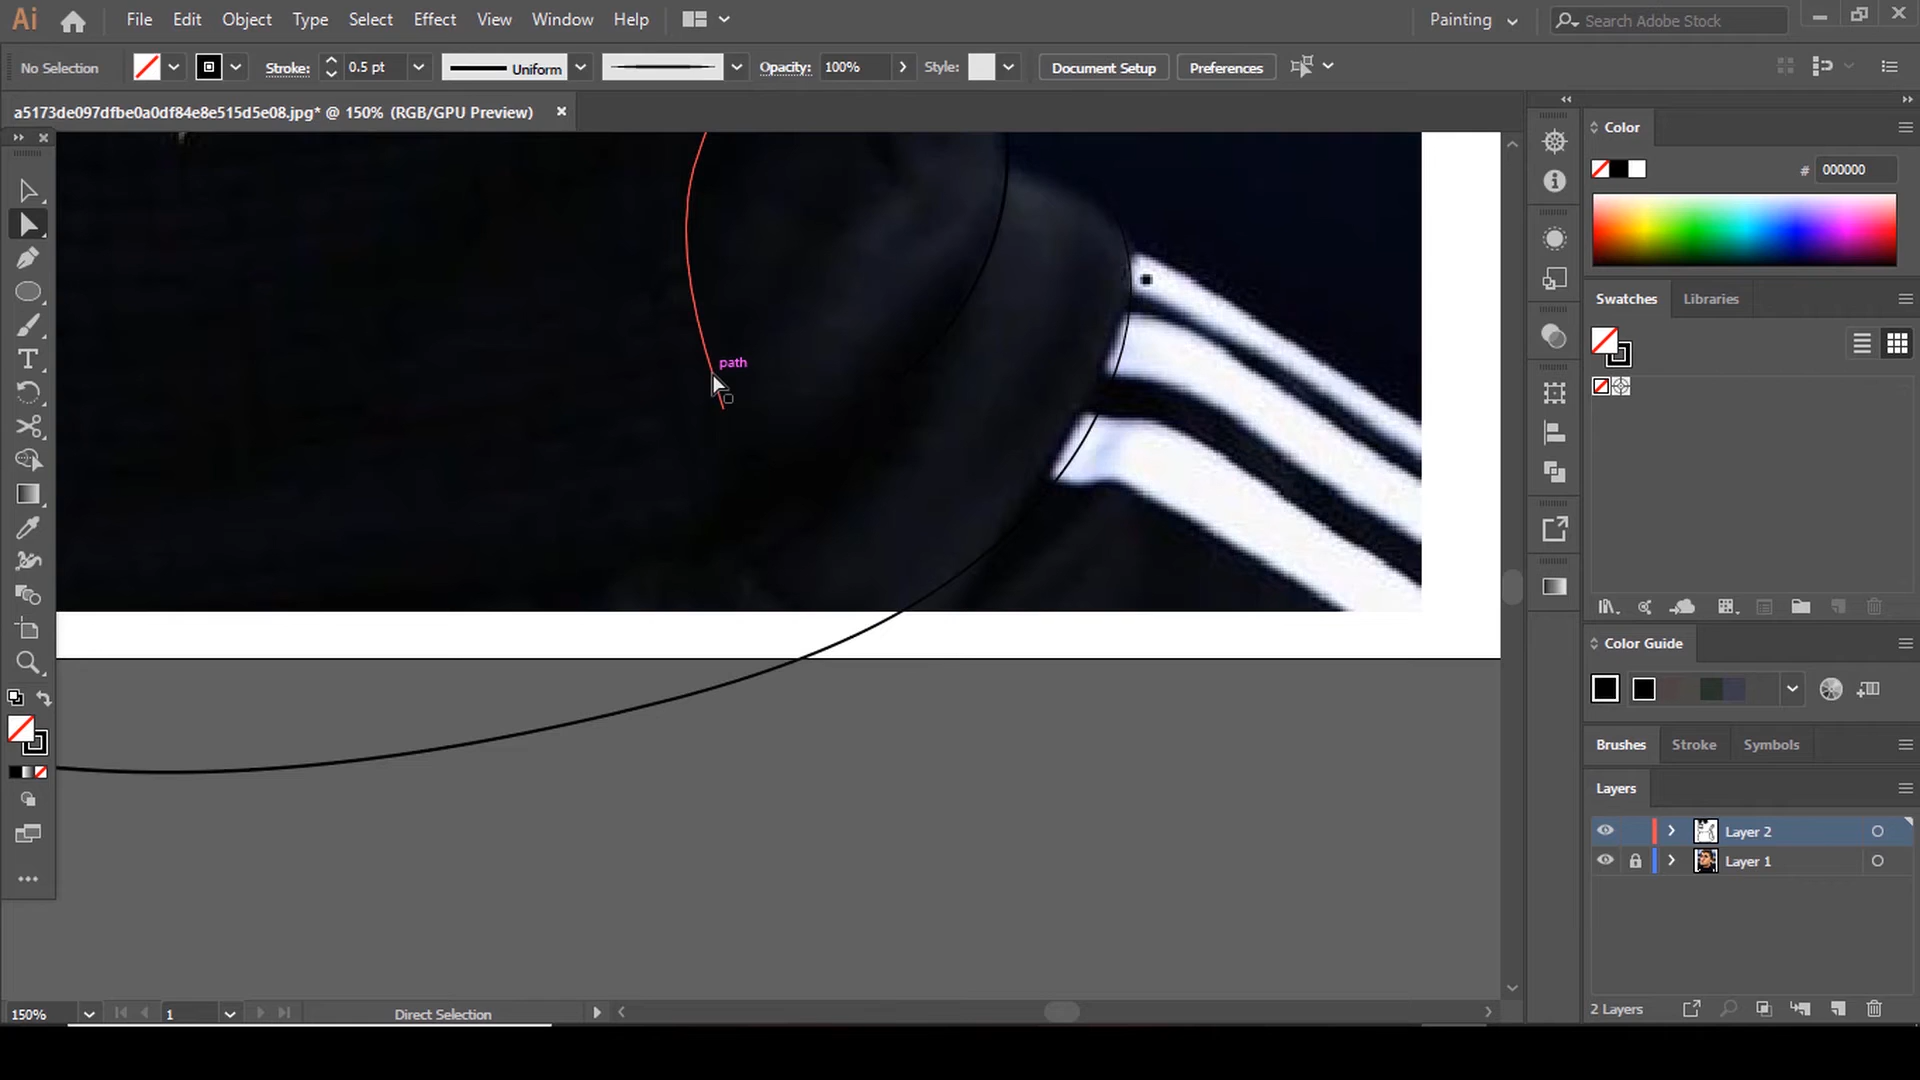 Ai File Edit Object Type Select Effect View Window Help Painting Search Adobe Stock
No Selection Stroke: 0.5 pt Uniform Opacity: 100% Style: Document Setup Preferences
a5173de097dfbe0a0df84e8e515d5e08.jpg* @ 150% (RGB/GPU Preview)
Color
# 000000
Swatches Libraries
path
Color Guide
Brushes Stroke Symbols
Layers
Layer 2
Layer 1
150% 1 Direct Selection
2 Layers